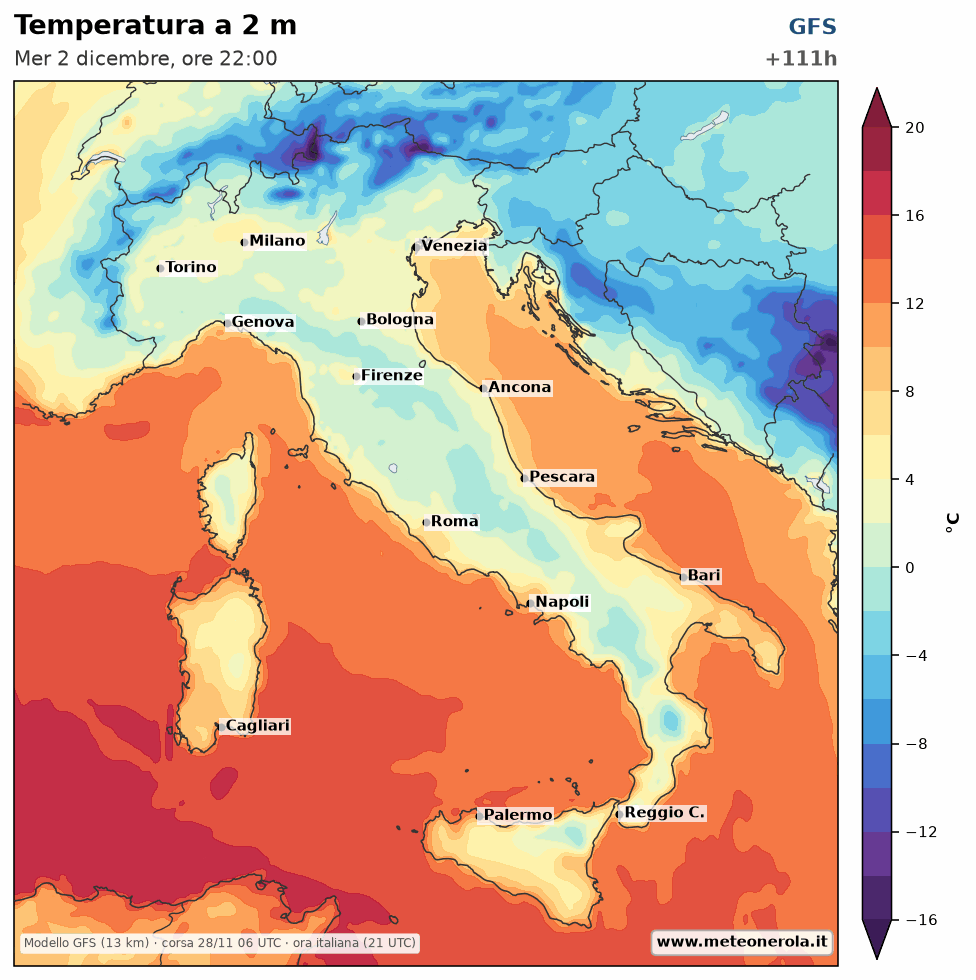 Temperatura a 2 m
GFS
Mer 2 dicembre, ore 22:00
+111h
Milano
Venezia
Torino
Genova
Bologna
Firenze
Ancona
Pescara
Roma
Bari
Napoli
Cagliari
Palermo
Reggio C.
20
16
12
8
4
0
−4
−8
−12
−16
°C
Modello GFS (13 km) · corsa 28/11 06 UTC · ora italiana (21 UTC)
www.meteonerola.it